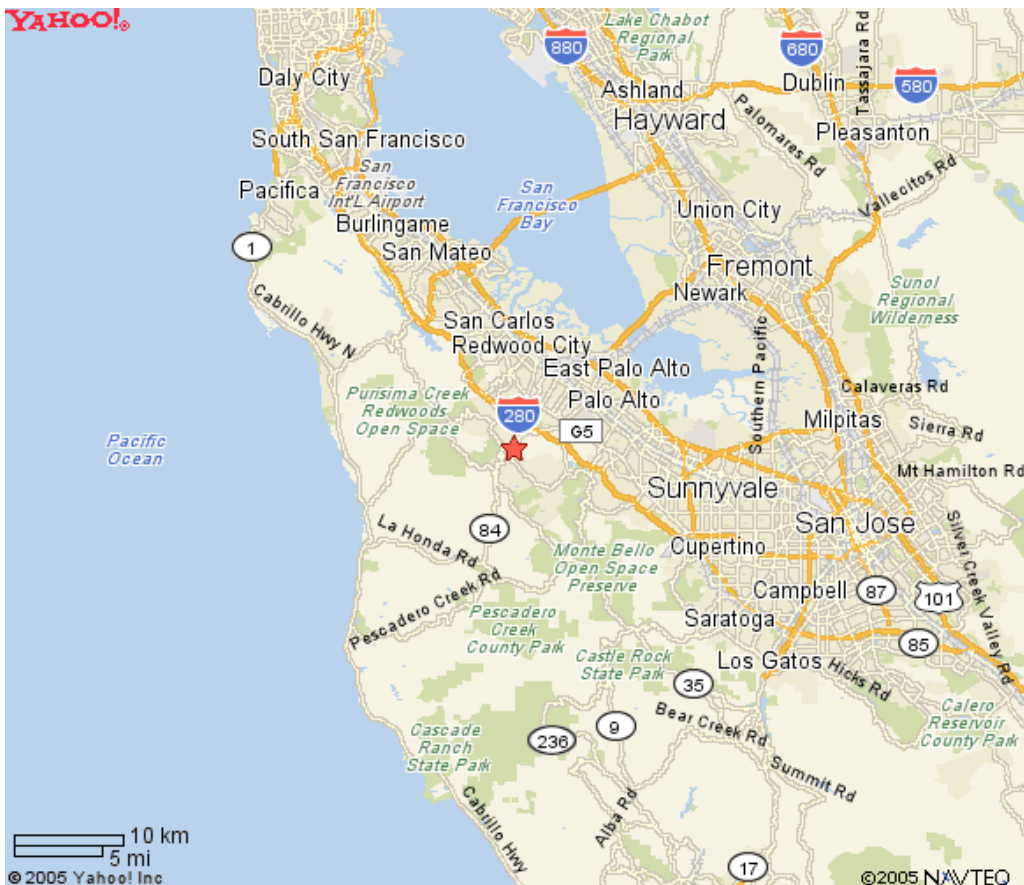 YAHOO!®
Lake Chabot
Regional
Park
880
680
Tassajara Rd
Daly City
Dublin
580
Ashland
Hayward
Palomares Rd
Pleasanton
South San Francisco
San
Francisco
Int'L Airport
Pacifica
San
Francisco
Bay
Vallecitos Rd
Burlingame
Union City
1
San Mateo
Fremont
Newark
Sunol
Regional
Wilderness
Cabrillo Hwy N
San Carlos
Redwood City
East Palo Alto
Southern Pacific
Purisima Creek
Redwoods
Open Space
280
Palo Alto
Calaveras Rd
G5
Milpitas
Sierra Rd
Pacific
Ocean
Mt Hamilton Rd
Sunnyvale
San Jose
84
La Honda Rd
Silver Creek Valley Rd
Cupertino
Monte Bello
Open Space
Preserve
Pescadero Creek Rd
Campbell
87
101
Pescadero
Creek
County Park
Saratoga
85
Castle Rock
State Park
Los Gatos
Hicks Rd
35
Calero
Reservoir
County Park
Bear Creek Rd
9
236
Cascade
Ranch
State Park
Summit Rd
Cabrillo Hwy
Alba Rd
10 km
5 mi
17
© 2005 Yahoo! Inc
©2005 NAVTEQ